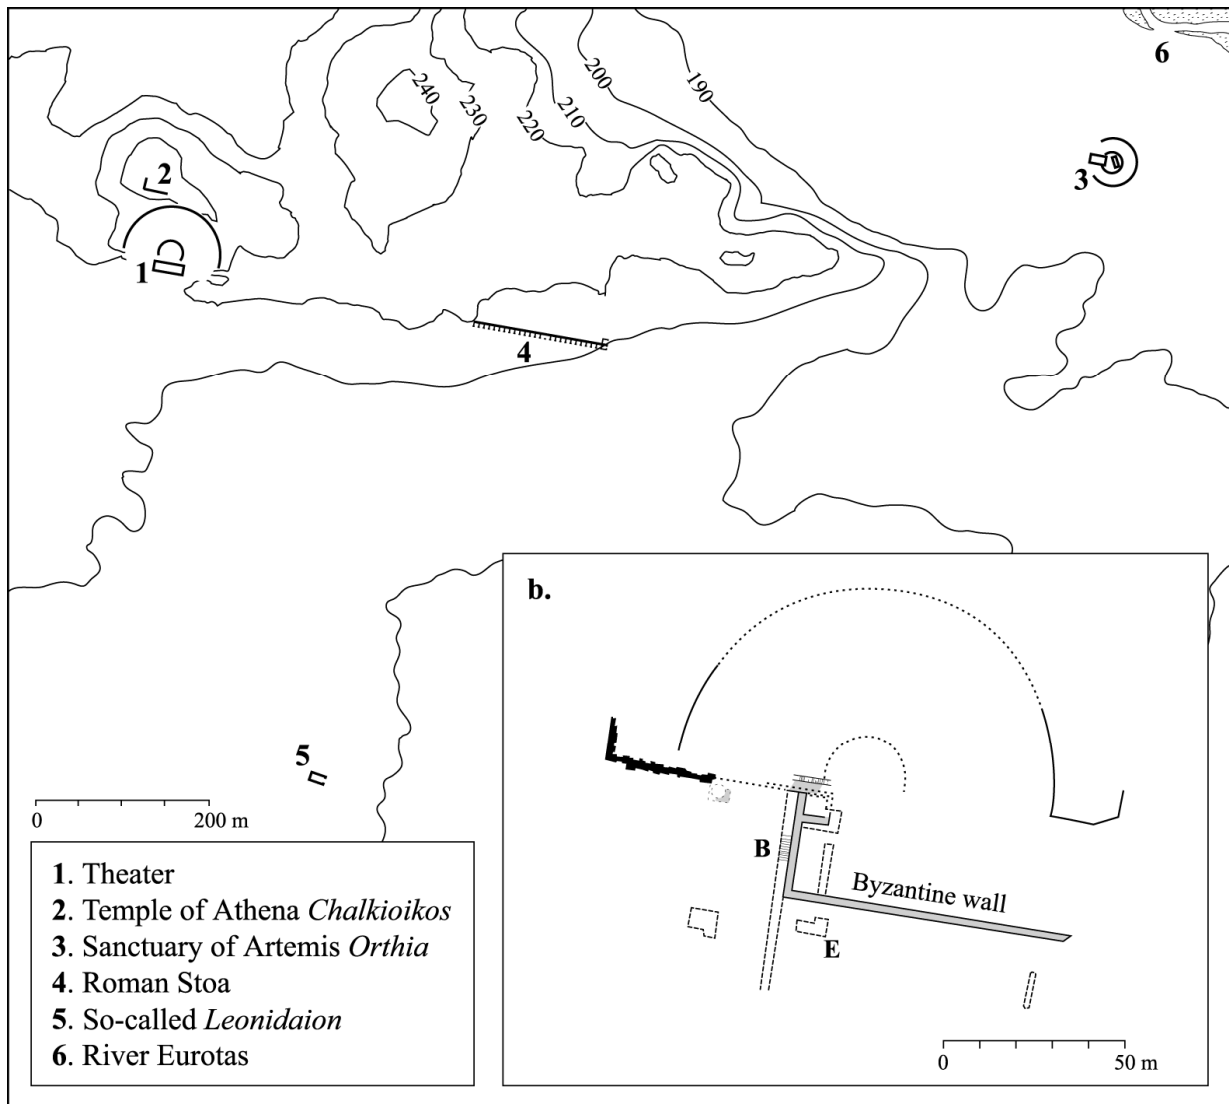 240
230
220
210
200
190
6
2
3
1
4
5
0 200 m
1. Theater
2. Temple of Athena Chalkioikos
3. Sanctuary of Artemis Orthia
4. Roman Stoa
5. So-called Leonidaion
6. River Eurotas
b.
B
Byzantine wall
E
0 50 m